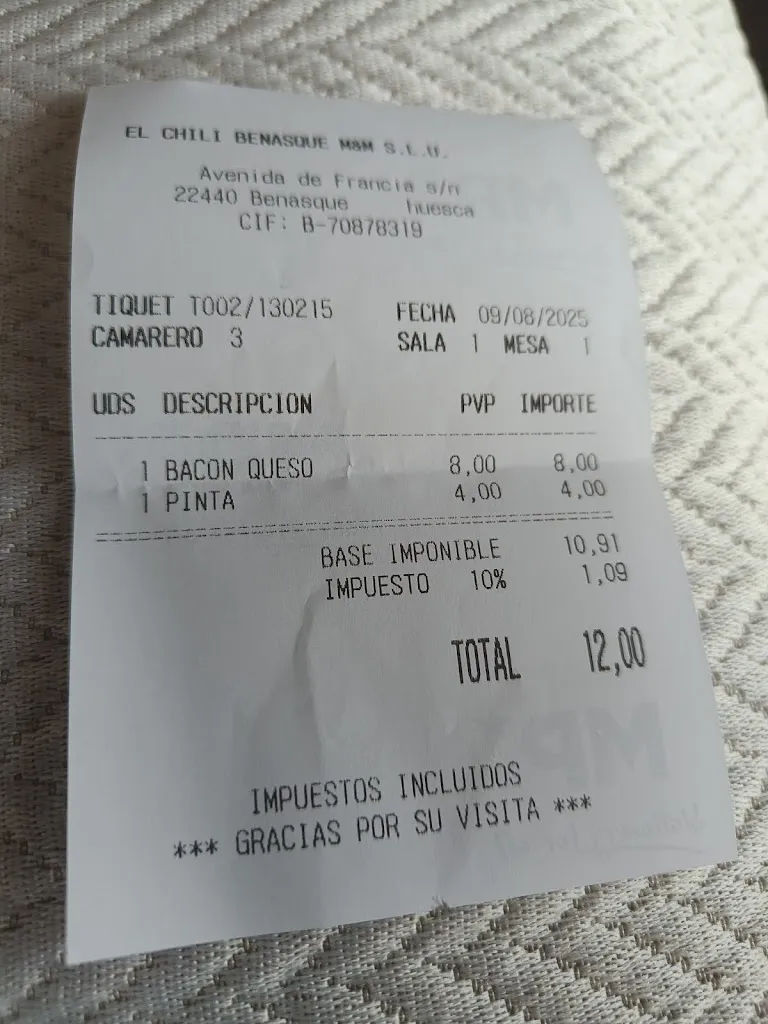 EL CHILI BENASQUE M&M S.L.U.
Avenida de Francia s/n
22440 Benasque huesca
CIF: B-70878319
TIQUET T002/130215 FECHA 09/08/2025
CAMARERO 3 SALA 1 MESA 1
UDS DESCRIPCION PVP IMPORTE
1 BACON QUESO 8,00 8,00
1 PINTA 4,00 4,00
BASE IMPONIBLE 10,91
IMPUESTO 10% 1,09
TOTAL 12,00
IMPUESTOS INCLUIDOS
*** GRACIAS POR SU VISITA ***